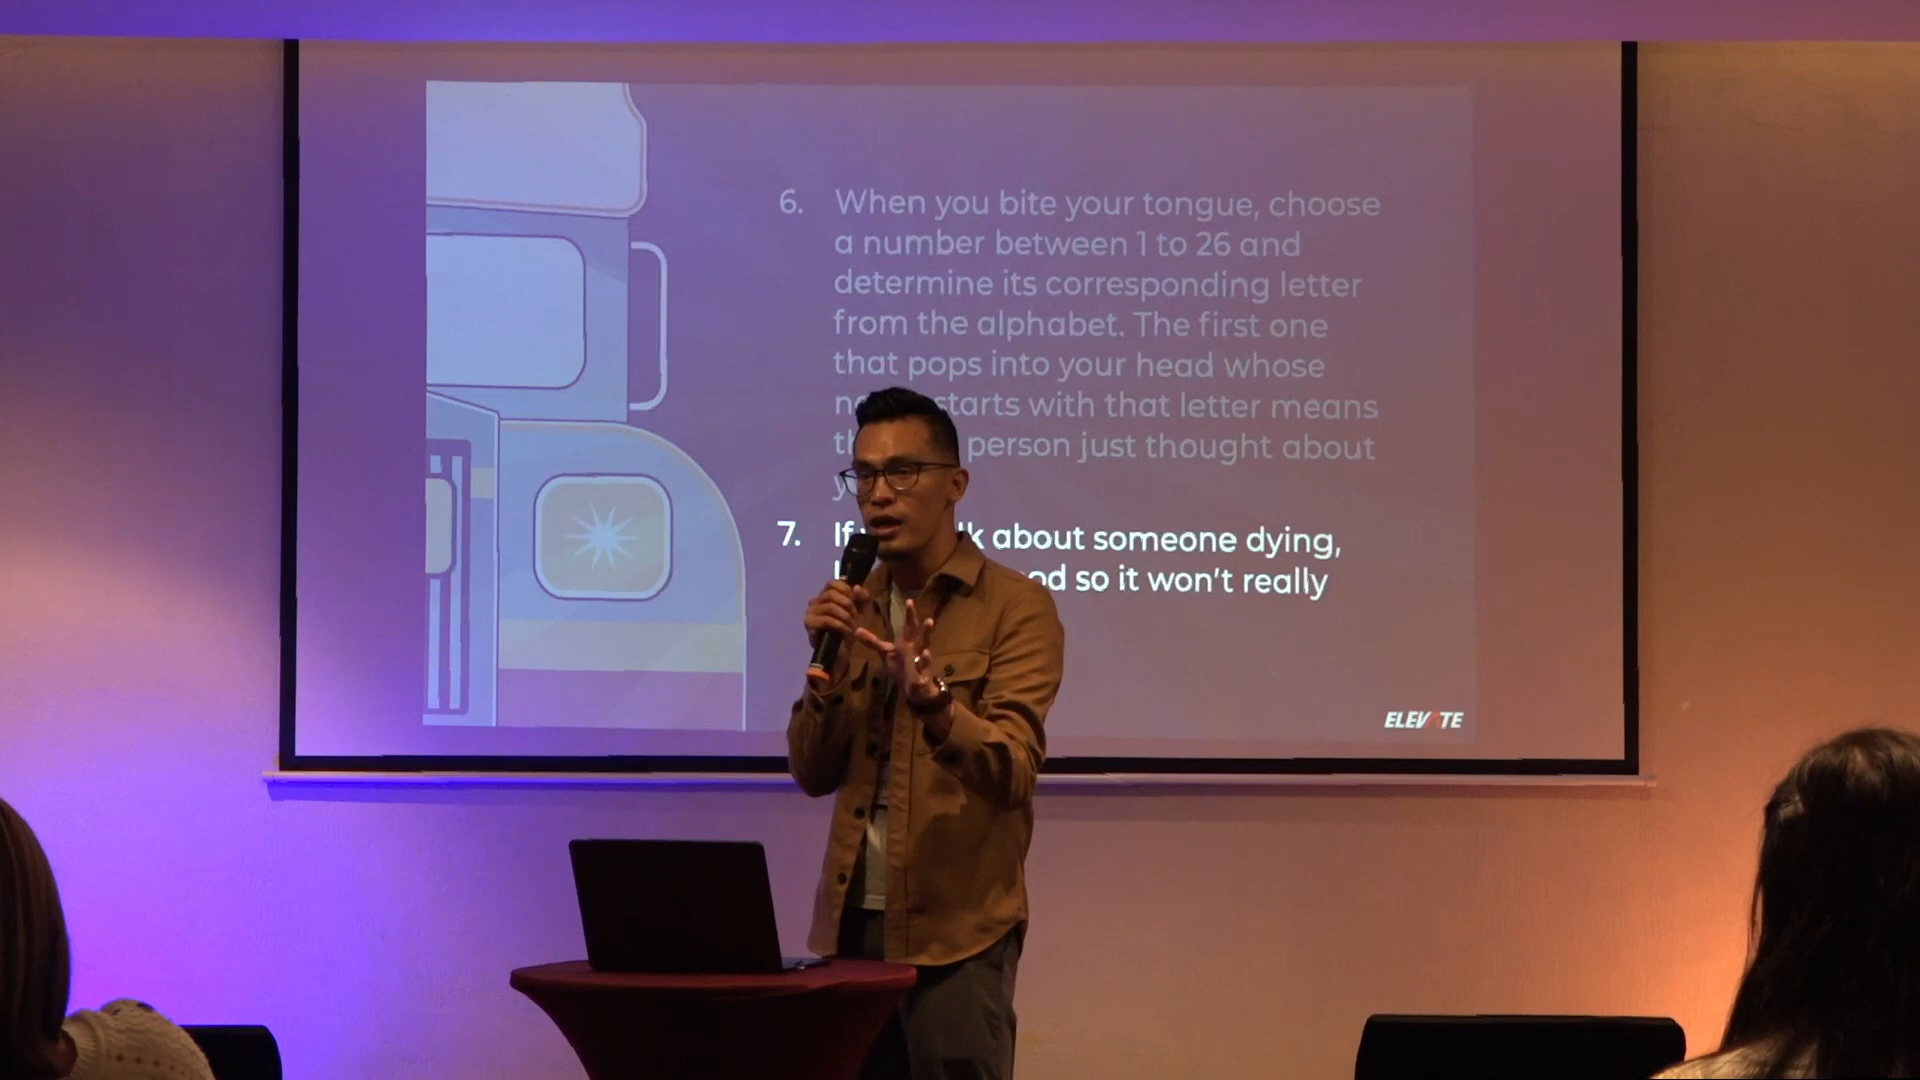 6. When you bite your tongue, choose
a number between 1 to 26 and
determine its corresponding letter
from the alphabet. The first one
that pops into your head whose
starts with that letter means
person just thought about
7. If about someone dying,
so it won't really
ELEVATE